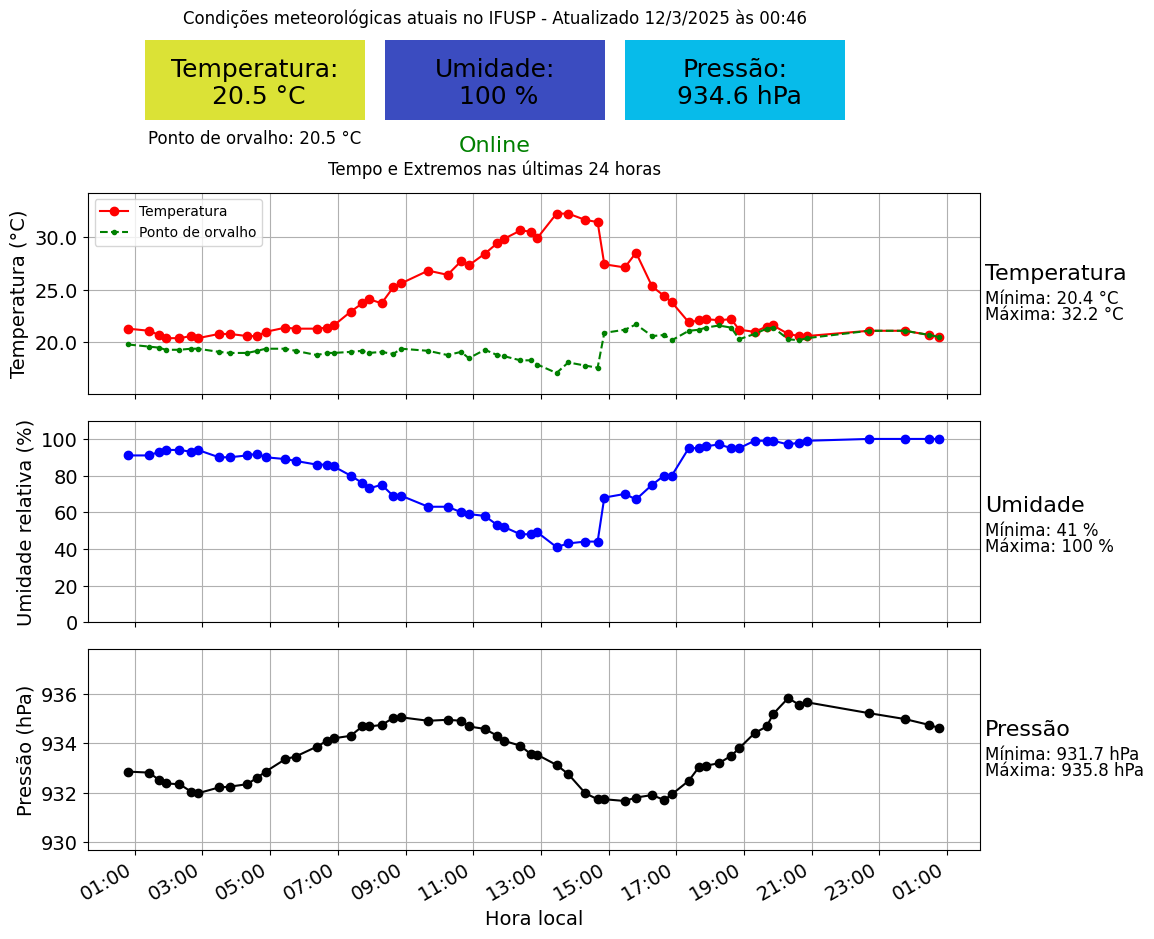 Condições meteorológicas atuais no IFUSP - Atualizado 12/3/2025 às 00:46
Temperatura:
20.5 °C
Umidade:
100 %
Pressão:
934.6 hPa
Ponto de orvalho: 20.5 °C
Online
Tempo e Extremos nas últimas 24 horas
Temperatura (°C)
30.0
25.0
20.0
Temperatura
Ponto de orvalho
Temperatura
Mínima: 20.4 °C
Máxima: 32.2 °C
Umidade relativa (%)
100
80
60
40
20
0
Umidade
Mínima: 41 %
Máxima: 100 %
Pressão (hPa)
936
934
932
930
Pressão
Mínima: 931.7 hPa
Máxima: 935.8 hPa
01:00 03:00 05:00 07:00 09:00 11:00 13:00 15:00 17:00 19:00 21:00 23:00 01:00
Hora local